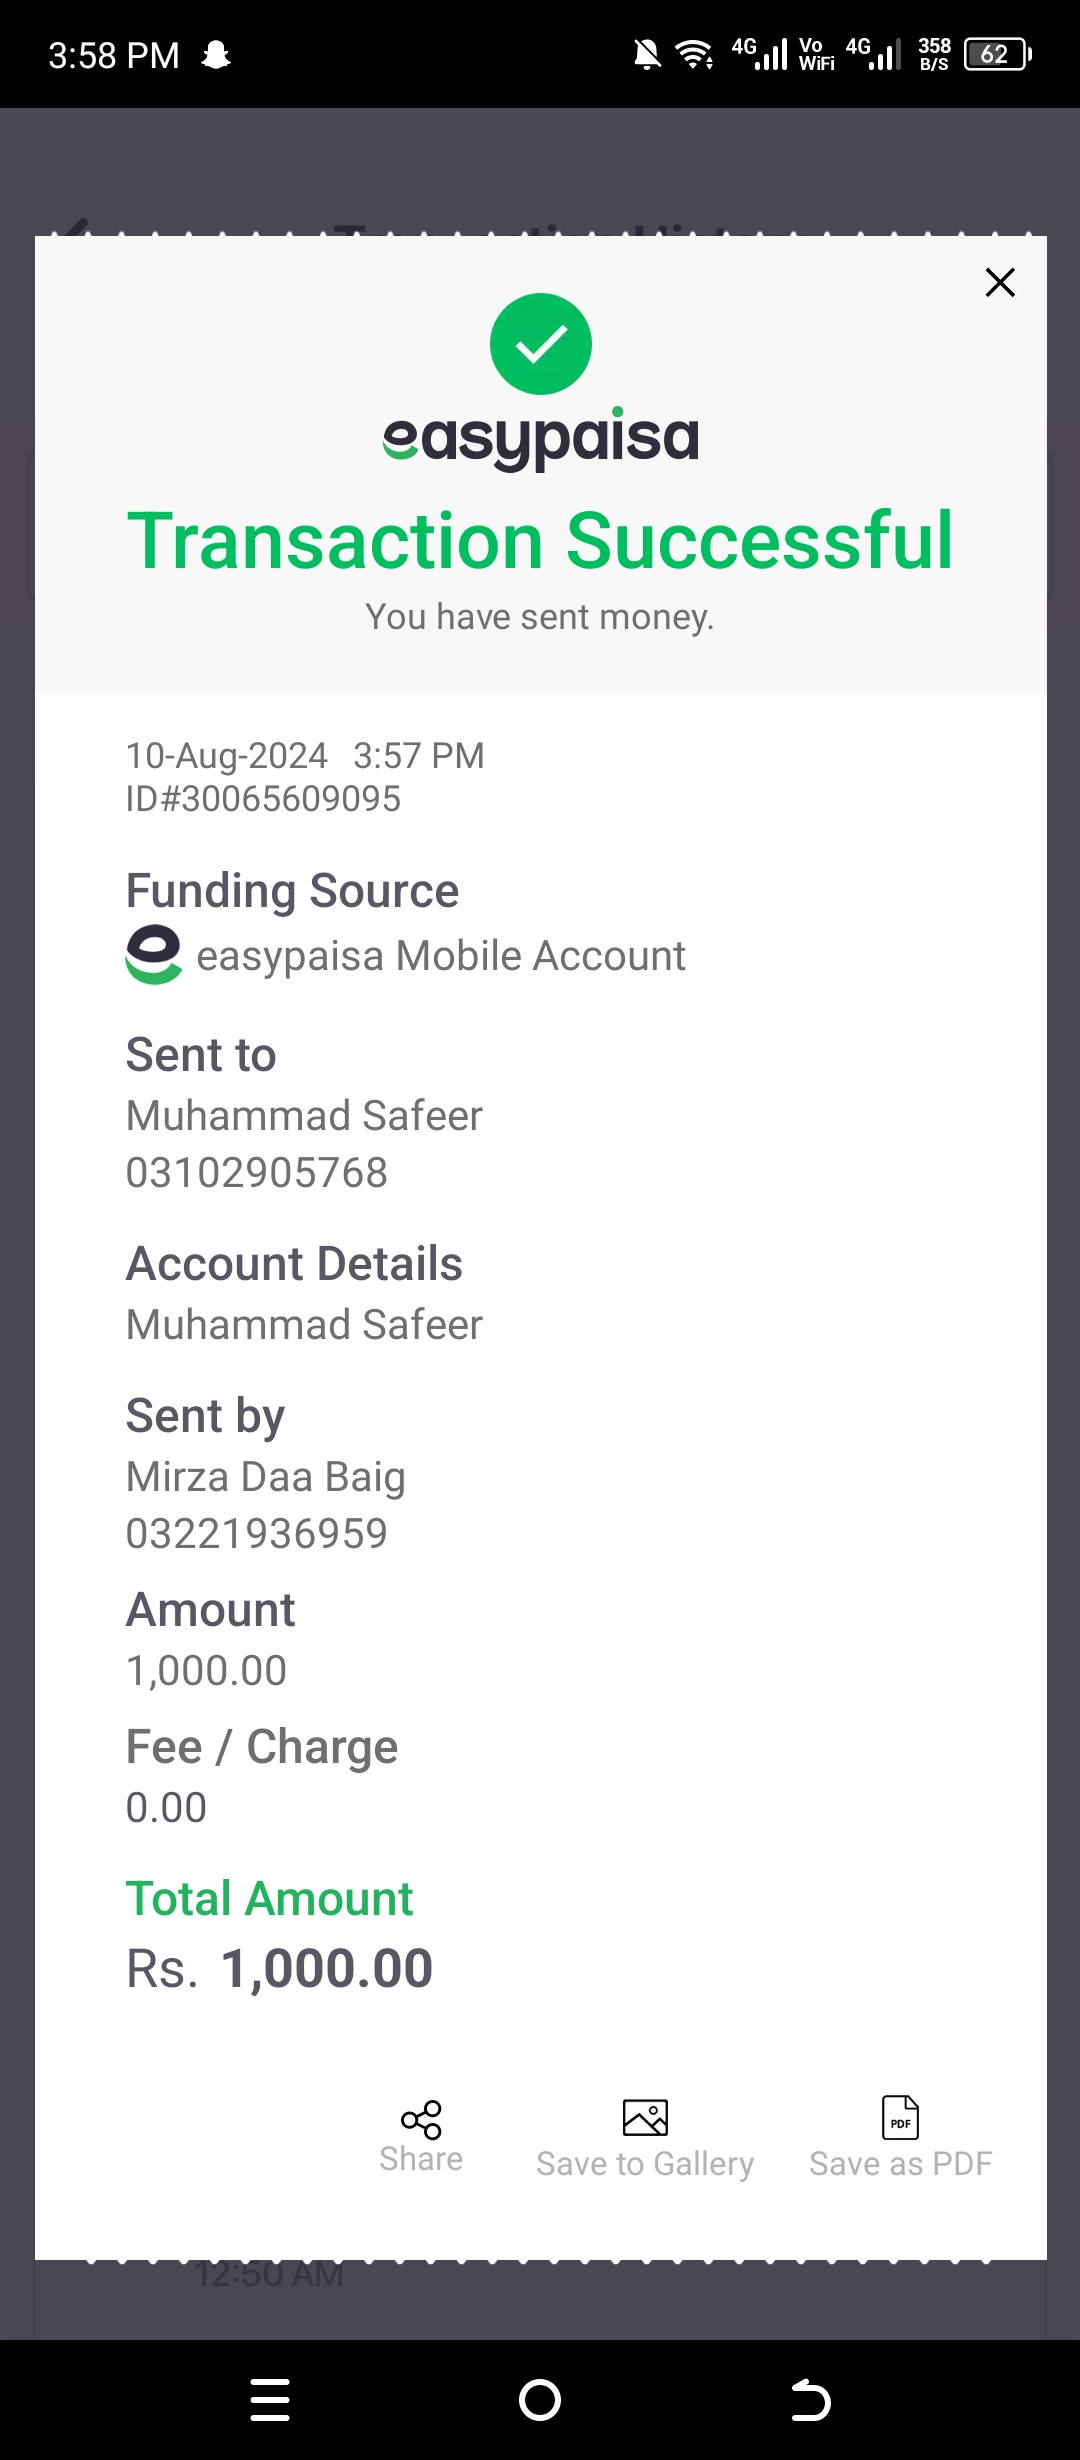 3:58 PM
4G Vo WiFi 4G 358 B/S 62
Transaction History
easypaisa
Transaction Successful
You have sent money.
10-Aug-2024 3:57 PM
ID#30065609095
Funding Source
easypaisa Mobile Account
Sent to
Muhammad Safeer
03102905768
Account Details
Muhammad Safeer
Sent by
Mirza Daa Baig
03221936959
Amount
1,000.00
Fee / Charge
0.00
Total Amount
Rs. 1,000.00
PDF
Share Save to Gallery Save as PDF
12:50 AM